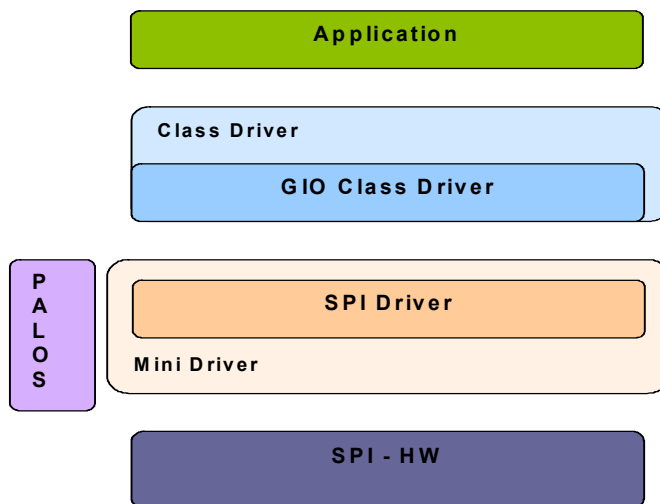 Application
Class Driver
GIO Class Driver
P
A
L
O
S
SPI Driver
Mini Driver
SPI - HW